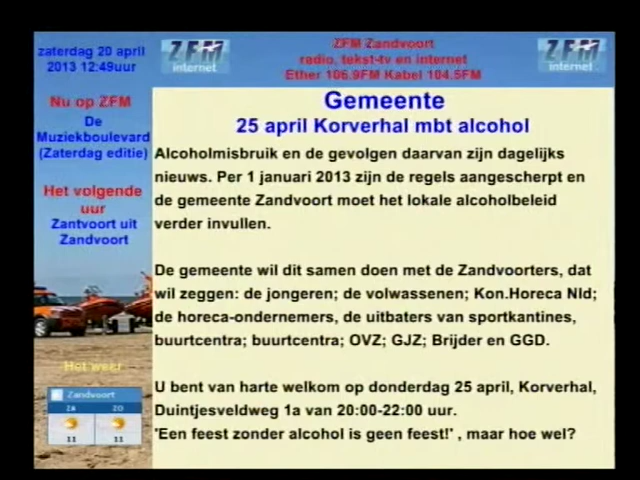 zaterdag 20 april
2013 12:49uur
ZFM
internet
ZFM Zandvoort
radio, tekst-tv en internet
Ether 106.9FM Kabel 104.5FM
ZFM
internet
Nu op ZFM
De
Muziekboulevard
(Zaterdag editie)
Het volgende
uur
Zantvoort uit
Zandvoort
Het weer
Zandvoort
ZA ZO
11 11
Gemeente
25 april Korverhal mbt alcohol
Alcoholmisbruik en de gevolgen daarvan zijn dagelijks
nieuws. Per 1 januari 2013 zijn de regels aangescherpt en
de gemeente Zandvoort moet het lokale alcoholbeleid
verder invullen.
De gemeente wil dit samen doen met de Zandvoorters, dat
wil zeggen: de jongeren; de volwassenen; Kon.Horeca Nld;
de horeca-ondernemers, de uitbaters van sportkantines,
buurtcentra; buurtcentra; OVZ; GJZ; Brijder en GGD.
U bent van harte welkom op donderdag 25 april, Korverhal,
Duintjesveldweg 1a van 20:00-22:00 uur.
'Een feest zonder alcohol is geen feest!' , maar hoe wel?